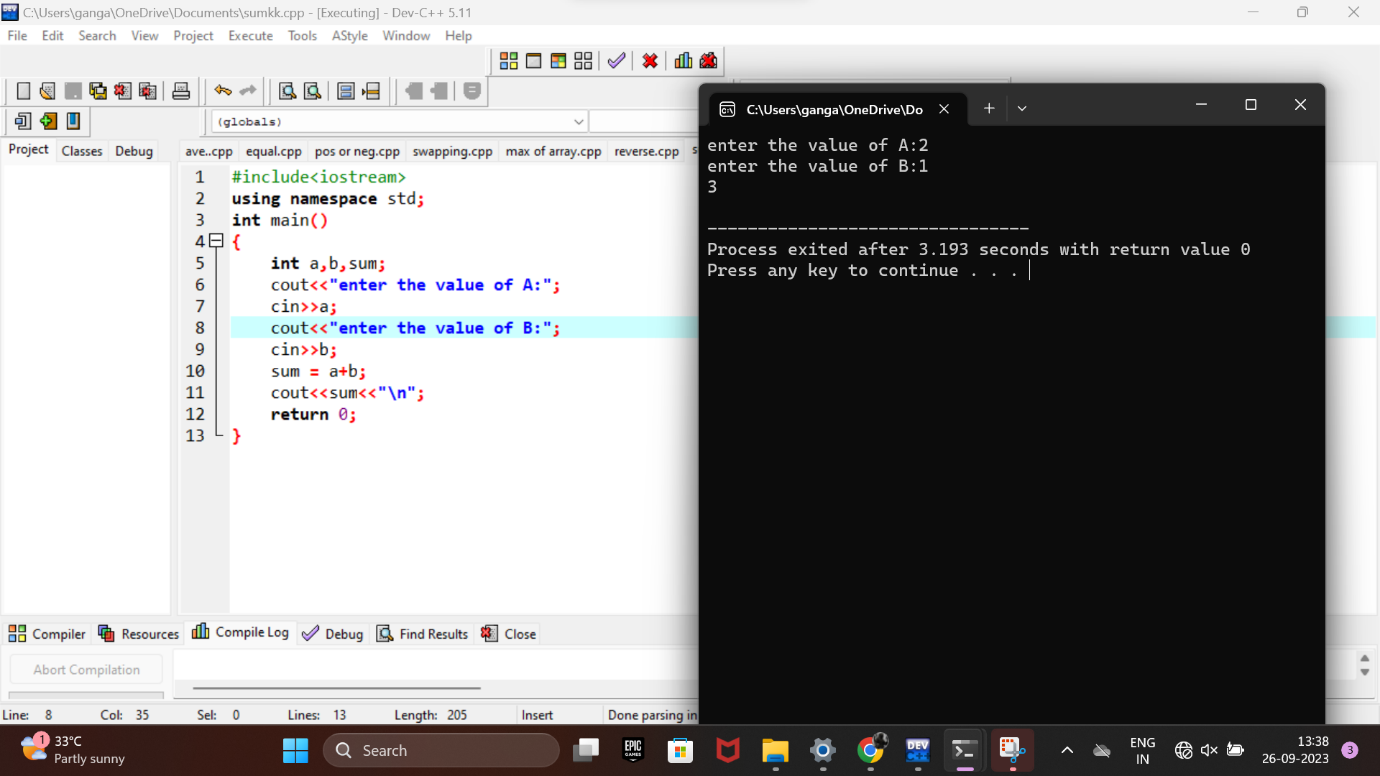 C:\Users\ganga\OneDrive\Documents\sumkk.cpp - [Executing] - Dev-C++ 5.11
File Edit Search View Project Execute Tools AStyle Window Help
(globals)
Project Classes Debug
ave..cpp equal.cpp pos or neg.cpp swapping.cpp max of array.cpp reverse.cpp
1 #include<iostream>
2 using namespace std;
3 int main()
4 {
5 int a,b,sum;
6 cout<<"enter the value of A:";
7 cin>>a;
8 cout<<"enter the value of B:";
9 cin>>b;
10 sum = a+b;
11 cout<<sum<<"\n";
12 return 0;
13 }
C:\Users\ganga\OneDrive\Do
enter the value of A:2
enter the value of B:1
3
--------------------------------
Process exited after 3.193 seconds with return value 0
Press any key to continue . . .
Compiler Resources Compile Log Debug Find Results Close
Abort Compilation
Line: 8 Col: 35 Sel: 0 Lines: 13 Length: 205 Insert Done parsing in
1
33°C
Partly sunny
Search
EPIC
GAMES
DEV
C++
ENG
IN
13:38
26-09-2023
3